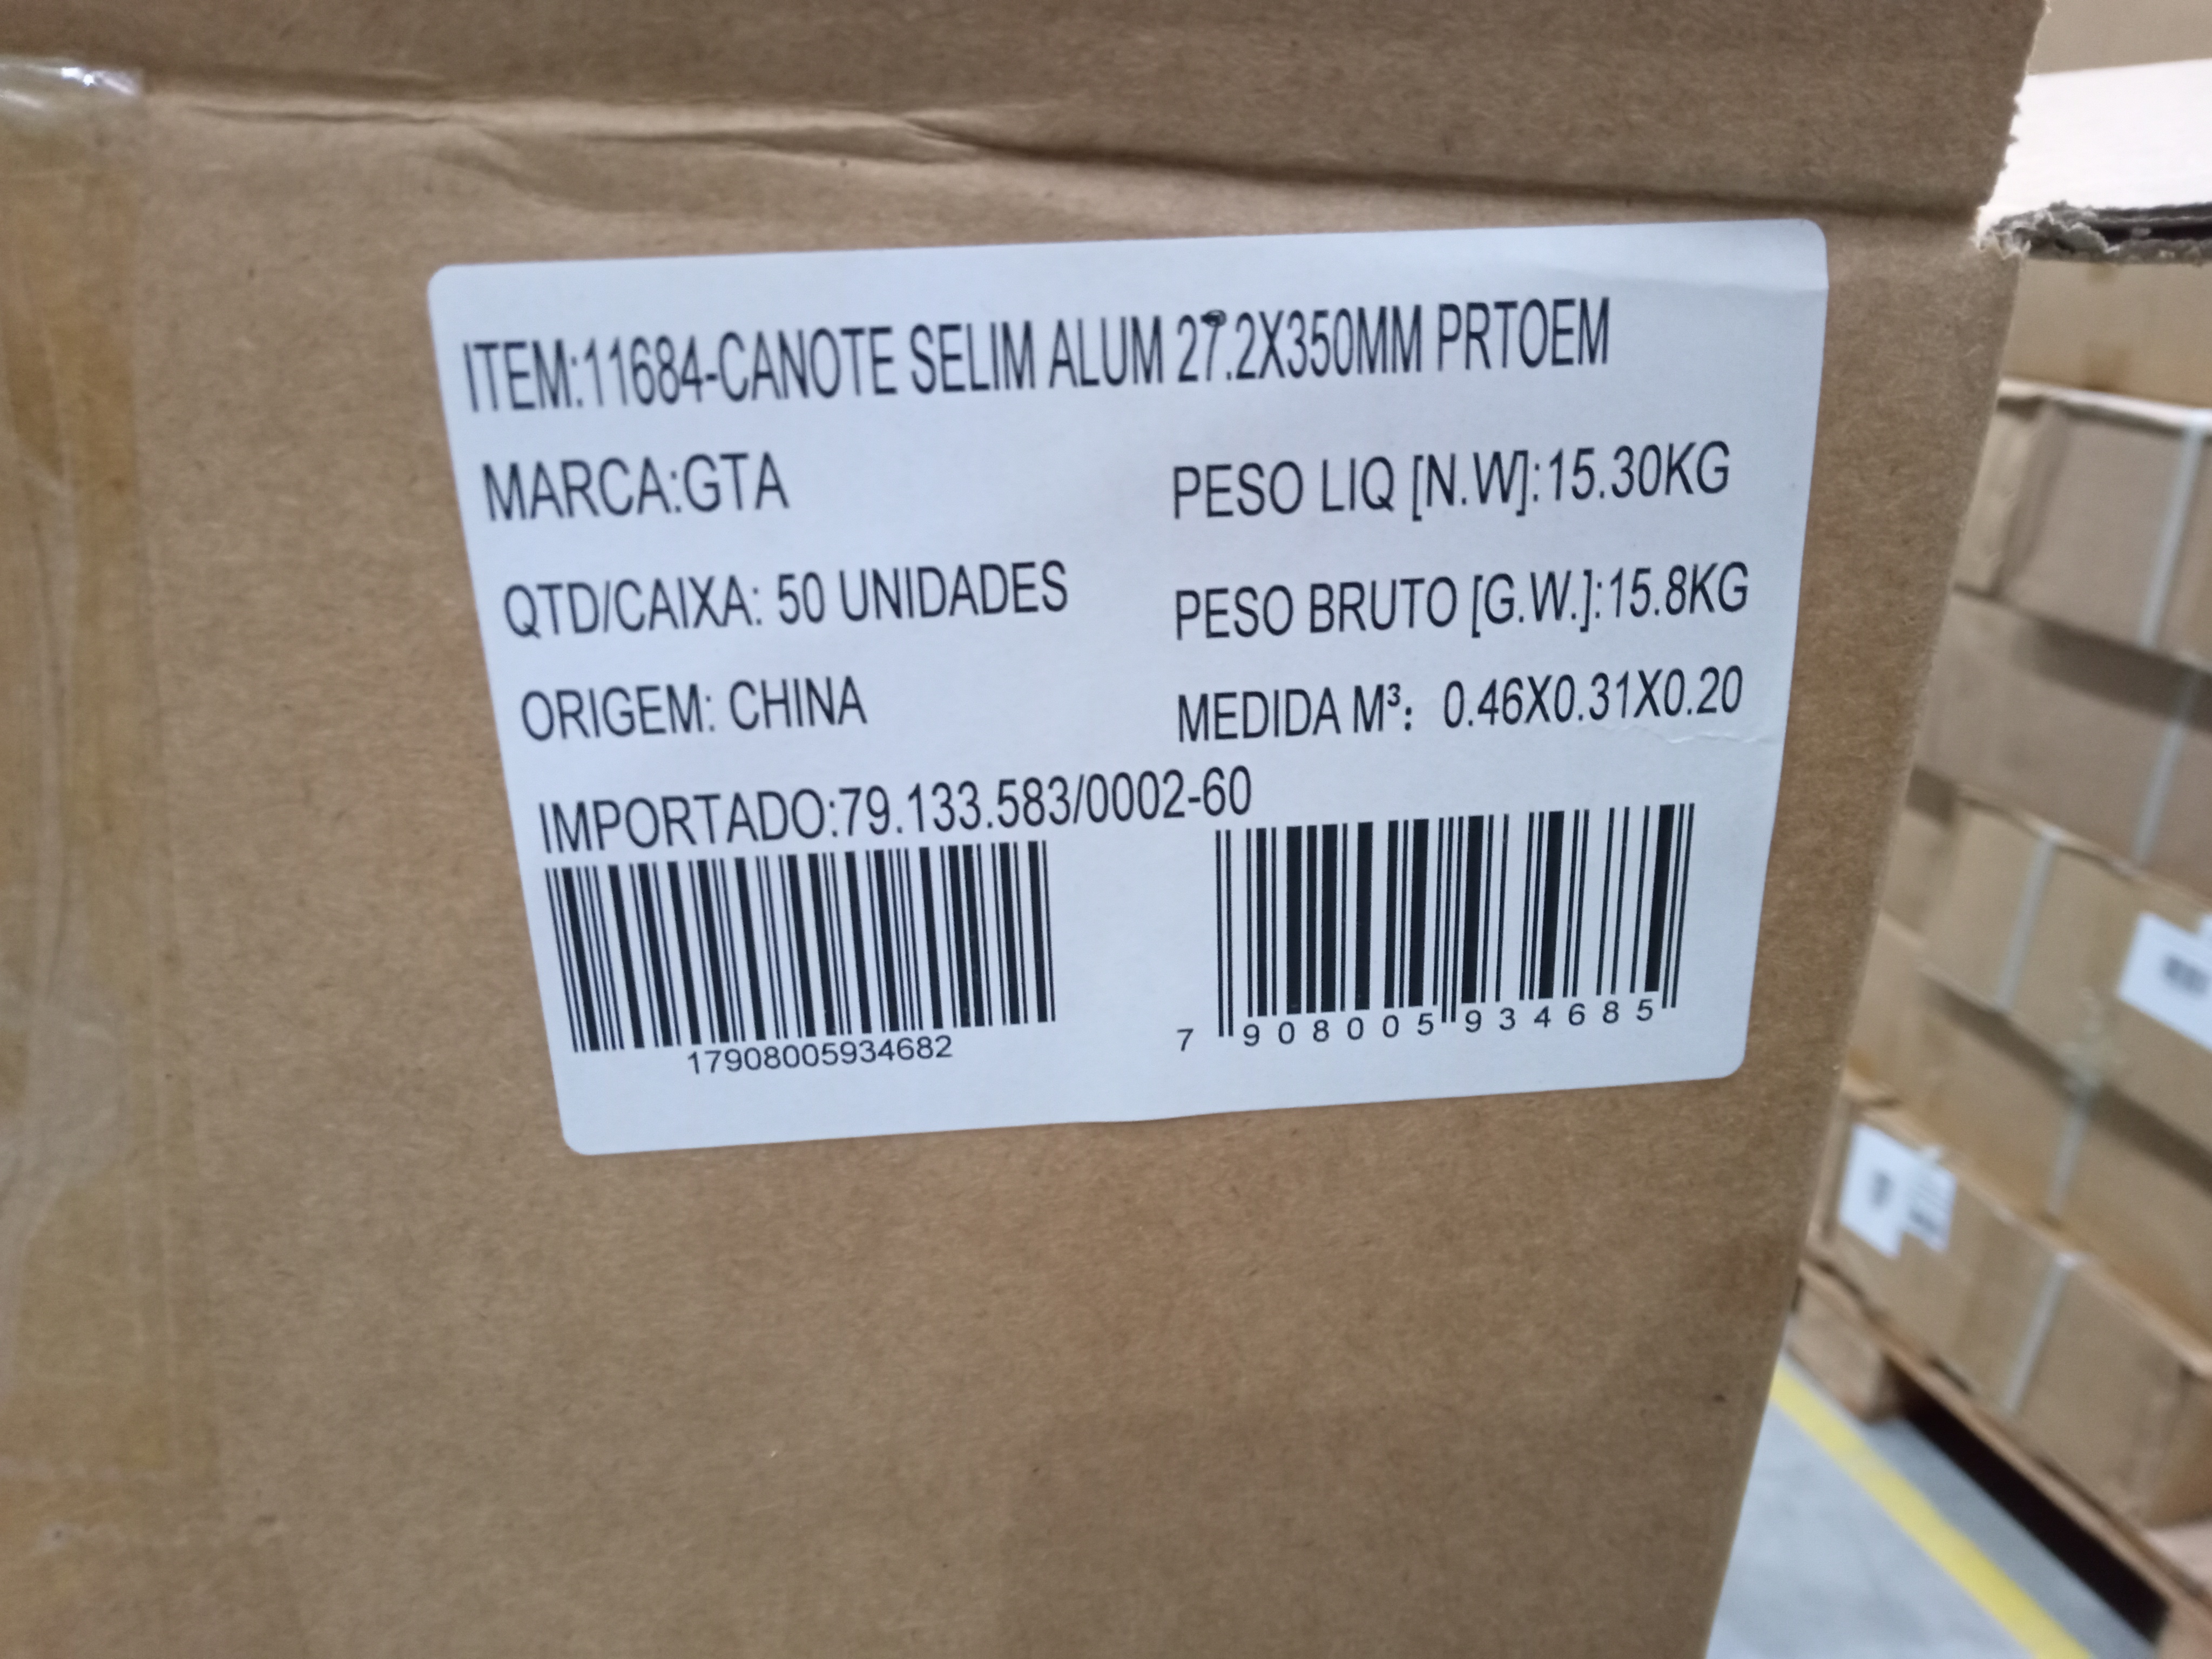 ITEM:11684-CANOTE SELIM ALUM 27.2X350MM PRTOEM
MARCA:GTA
PESO LIQ [N.W]:15.30KG
QTD/CAIXA: 50 UNIDADES
PESO BRUTO [G.W.]:15.8KG
ORIGEM: CHINA
MEDIDA M³: 0.46X0.31X0.20
IMPORTADO:79.133.583/0002-60
17908005934682
7 908005 934685